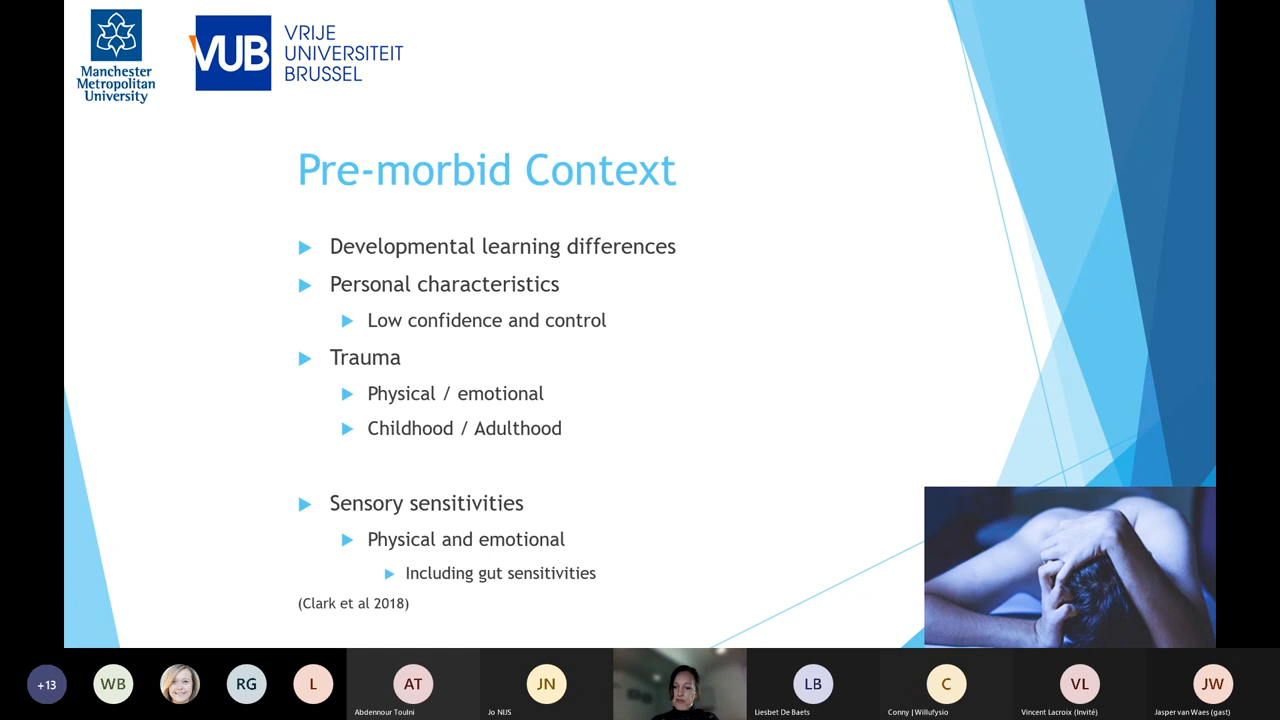 Manchester
Metropolitan
University
VUB
VRIJE
UNIVERSITEIT
BRUSSEL
Pre-morbid Context
Developmental learning differences
Personal characteristics
Low confidence and control
Trauma
Physical / emotional
Childhood / Adulthood
Sensory sensitivities
Physical and emotional
Including gut sensitivities
(Clark et al 2018)
+13
WB
RG
L
AT
Abdennour Toulni
JN
Jo NIJS
LB
Liesbet De Baets
C
Conny | Willufysio
VL
Vincent Lacroix (Invité)
JW
Jasper van Waes (gast)